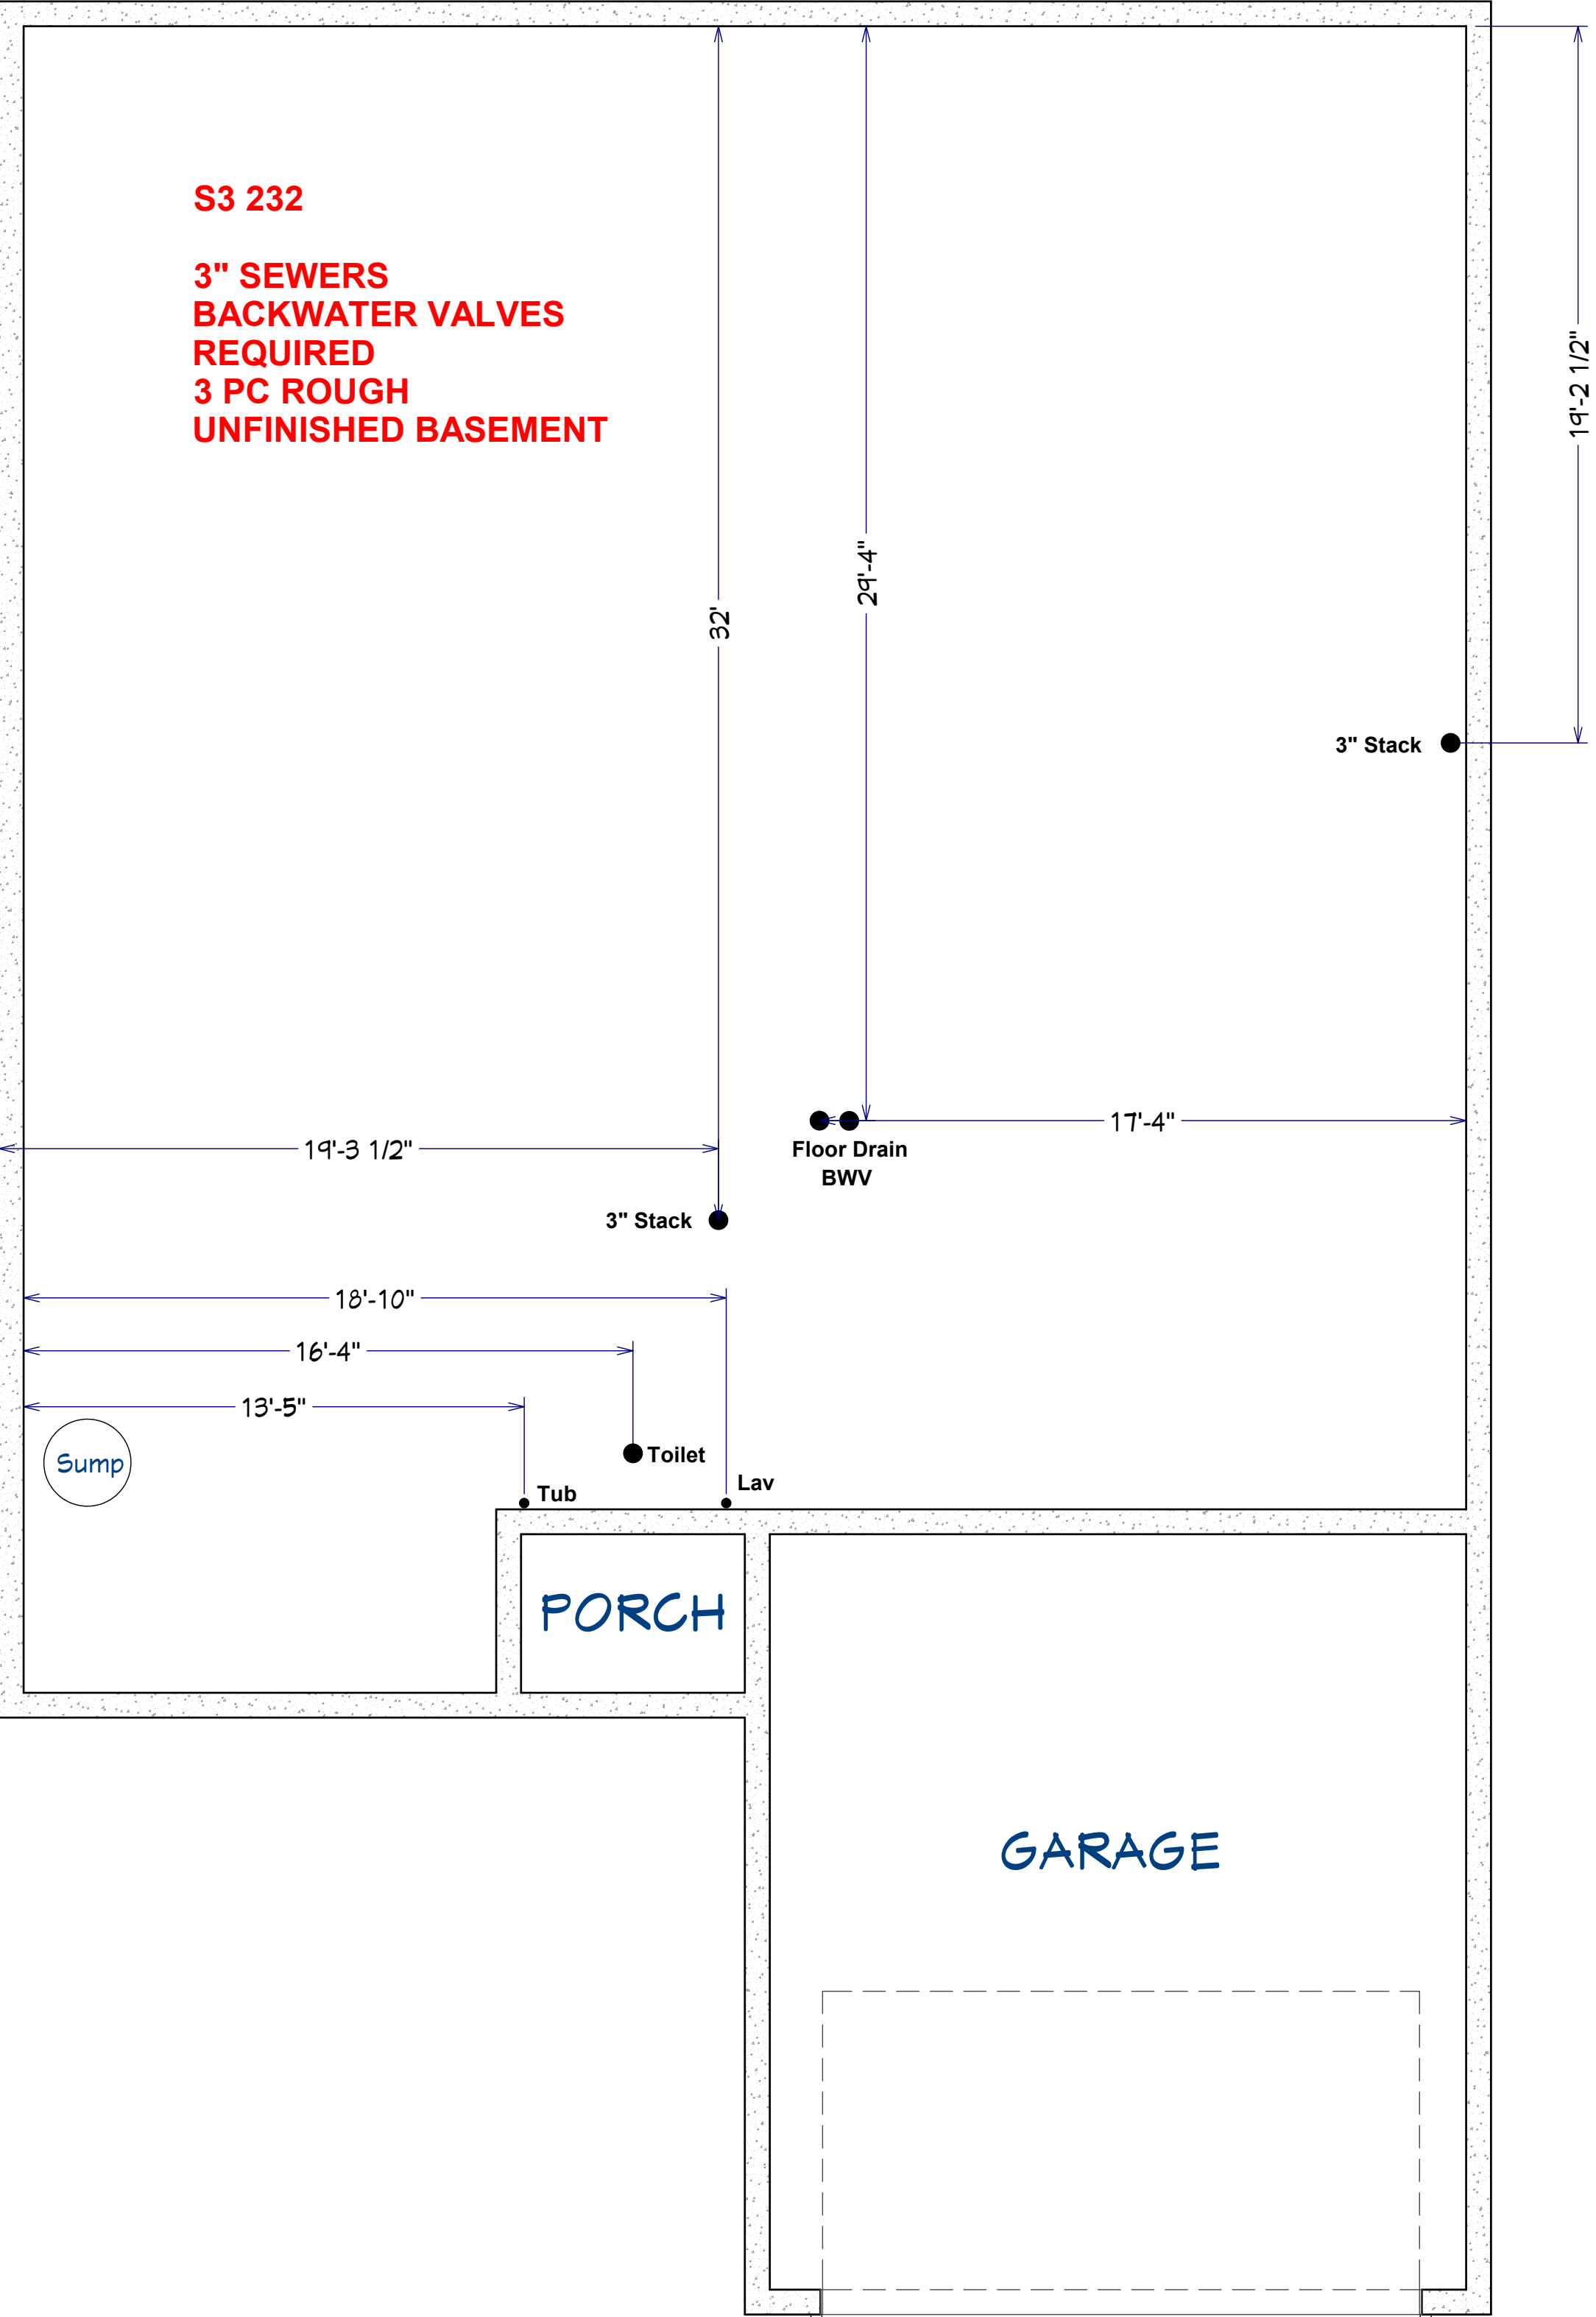 S3 232
3" SEWERS
BACKWATER VALVES
REQUIRED
3 PC ROUGH
UNFINISHED BASEMENT
19'-2 1/2"
29'-4"
32'
3" Stack
17'-4"
19'-3 1/2"
Floor Drain
BWV
3" Stack
18'-10"
16'-4"
13'-5"
Sump
Toilet
Lav
Tub
PORCH
GARAGE